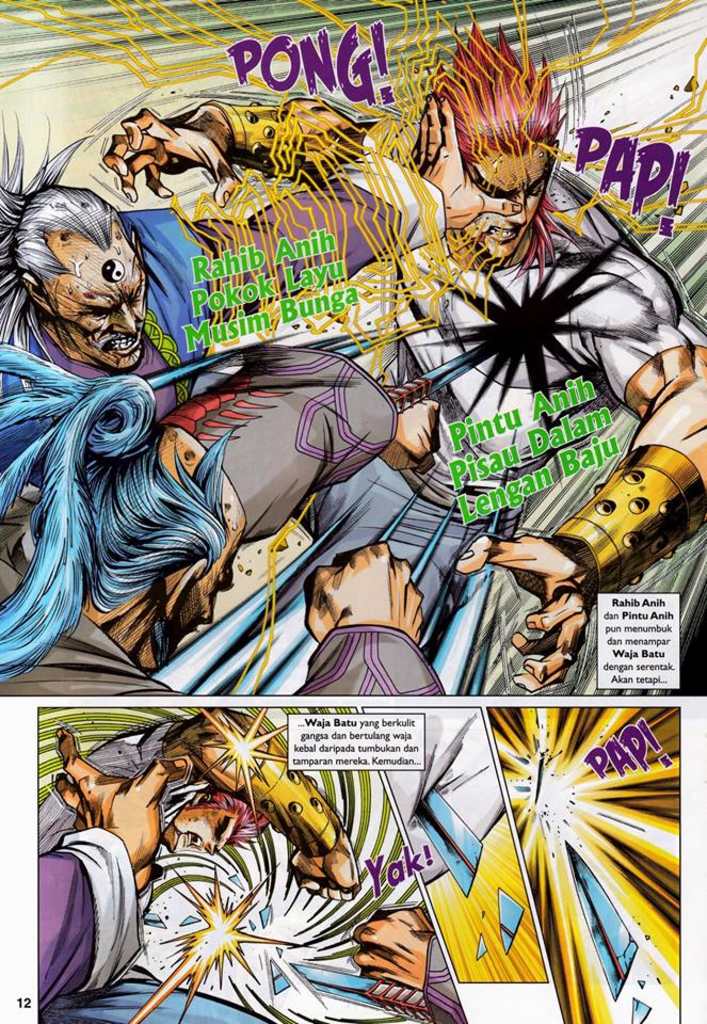 PONG!
PAP!
Rahib Anih
Pokok Layu
Musim Bunga
Pintu Anih
Pisau Dalam
Lengan Baju
Rahib Anih
dan Pintu Anih
pun menumbuk
dan menampar
Waja Batu
dengan serentak.
Akan tetapi...
...Waja Batu yang berkulit
gangsa dan bertulang waja
kebal daripada tumbukan dan
tamparan mereka. Kemudian...
Yak!
PAP!
12